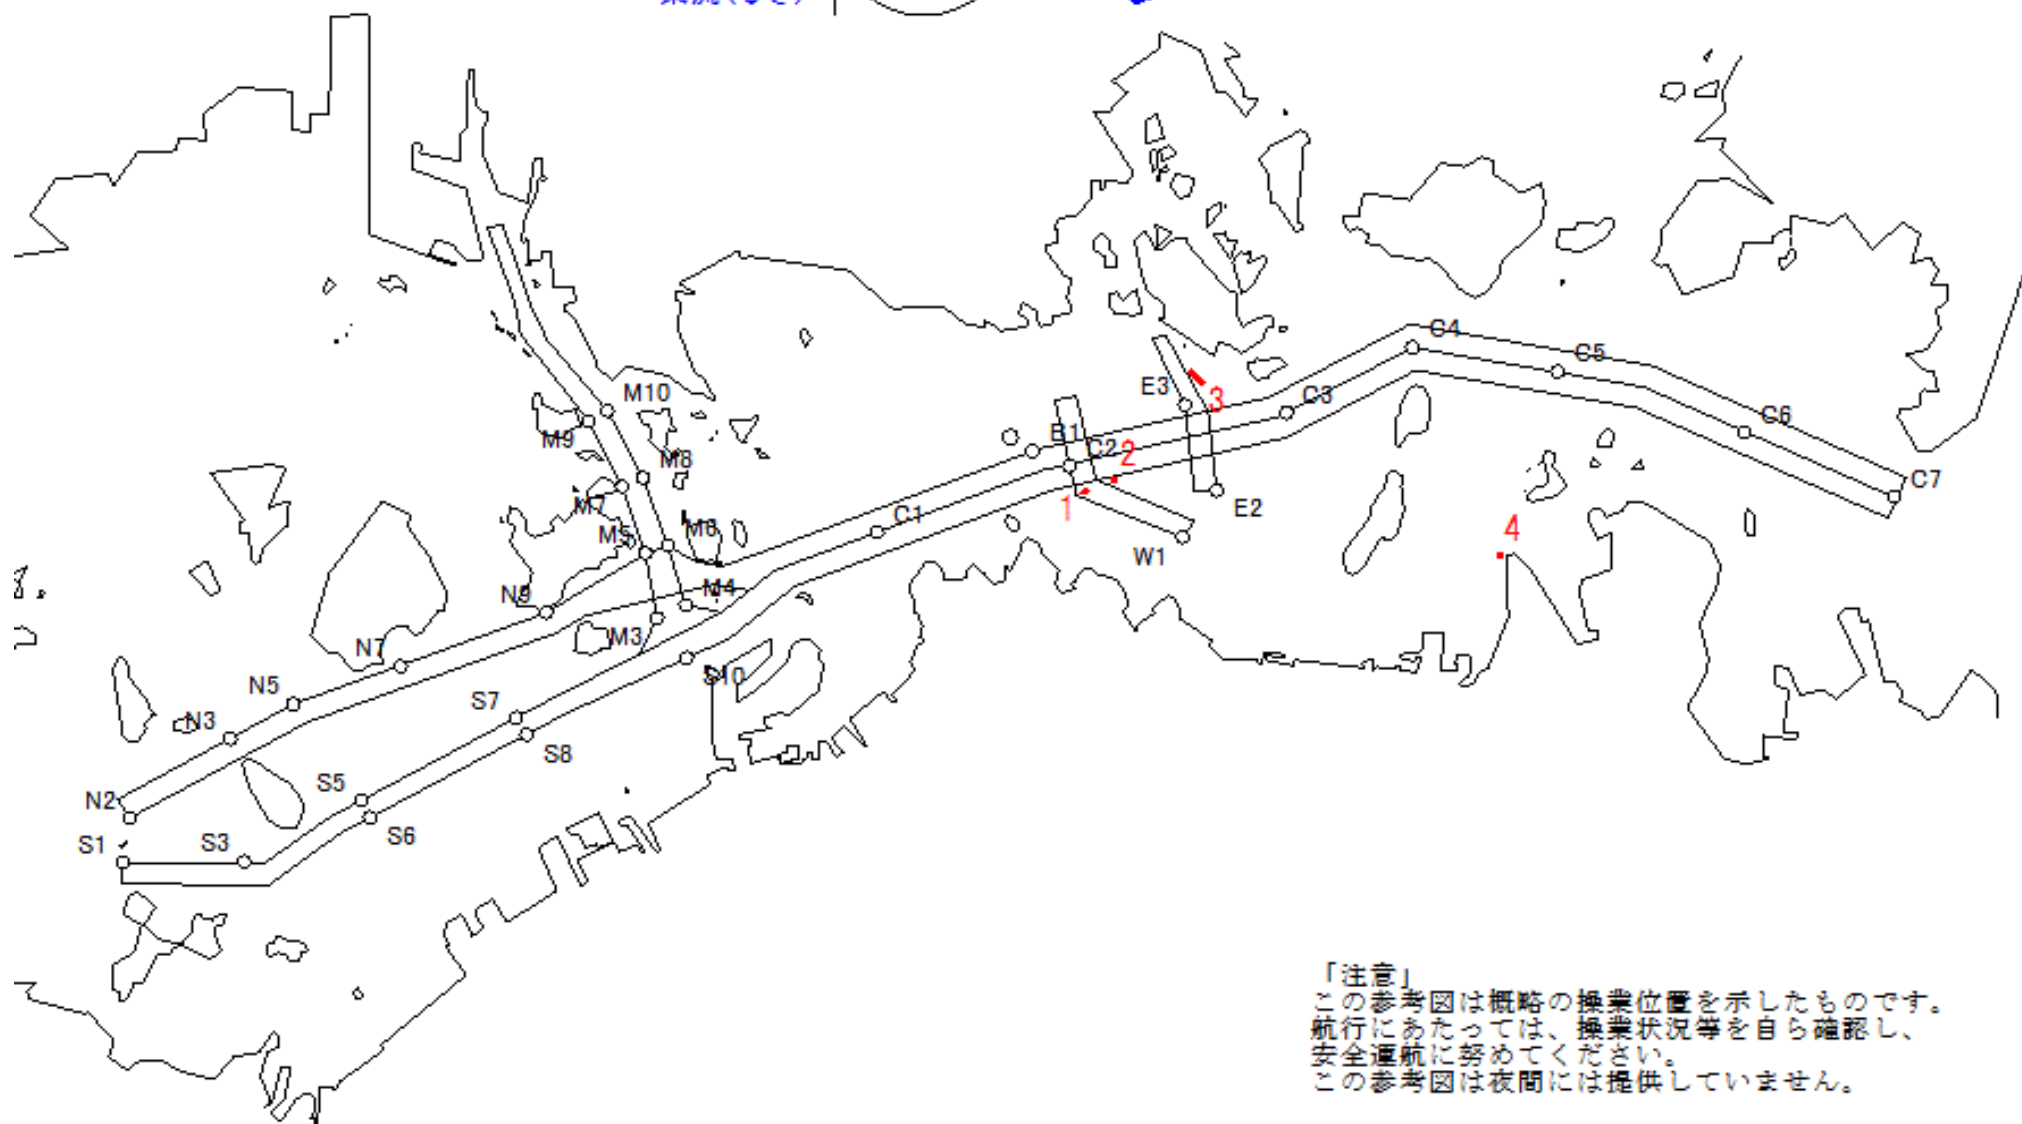 C4
C5
M10
E3
3
C3
C6
M9
B1
C2
2
M8
C7
M7
1
E2
C1
4
M5
M6
W1
N9
M4
M3
N7
S10
N5
S7
N3
S8
S5
N2
S6
S1
S3
「注意」
この参考図は概略の操業位置を示したものです。
航行にあたっては、操業状況等を自ら確認し、
安全運航に努めてください。
この参考図は夜間には提供していません。